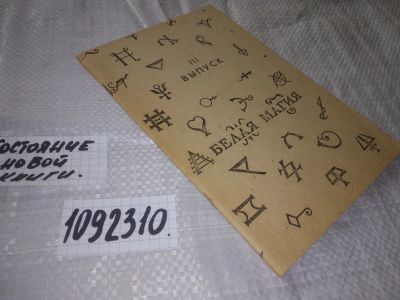 III
ВЫПУСК
БЕЛАЯ МАГИЯ
СОСТОЯНИЕ
НОВОЙ
КНИГИ.
1092310.